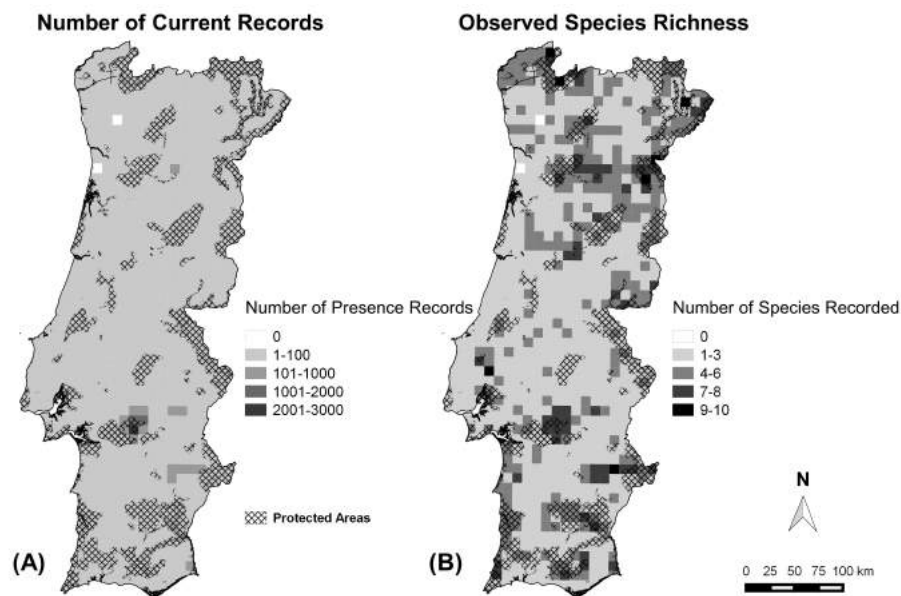 Number of Current Records
Observed Species Richness
Number of Presence Records
0
1-100
101-1000
1001-2000
2001-3000
Protected Areas
(A)
Number of Species Recorded
0
1-3
4-6
7-8
9-10
(B)
N
0 25 50 75 100 km